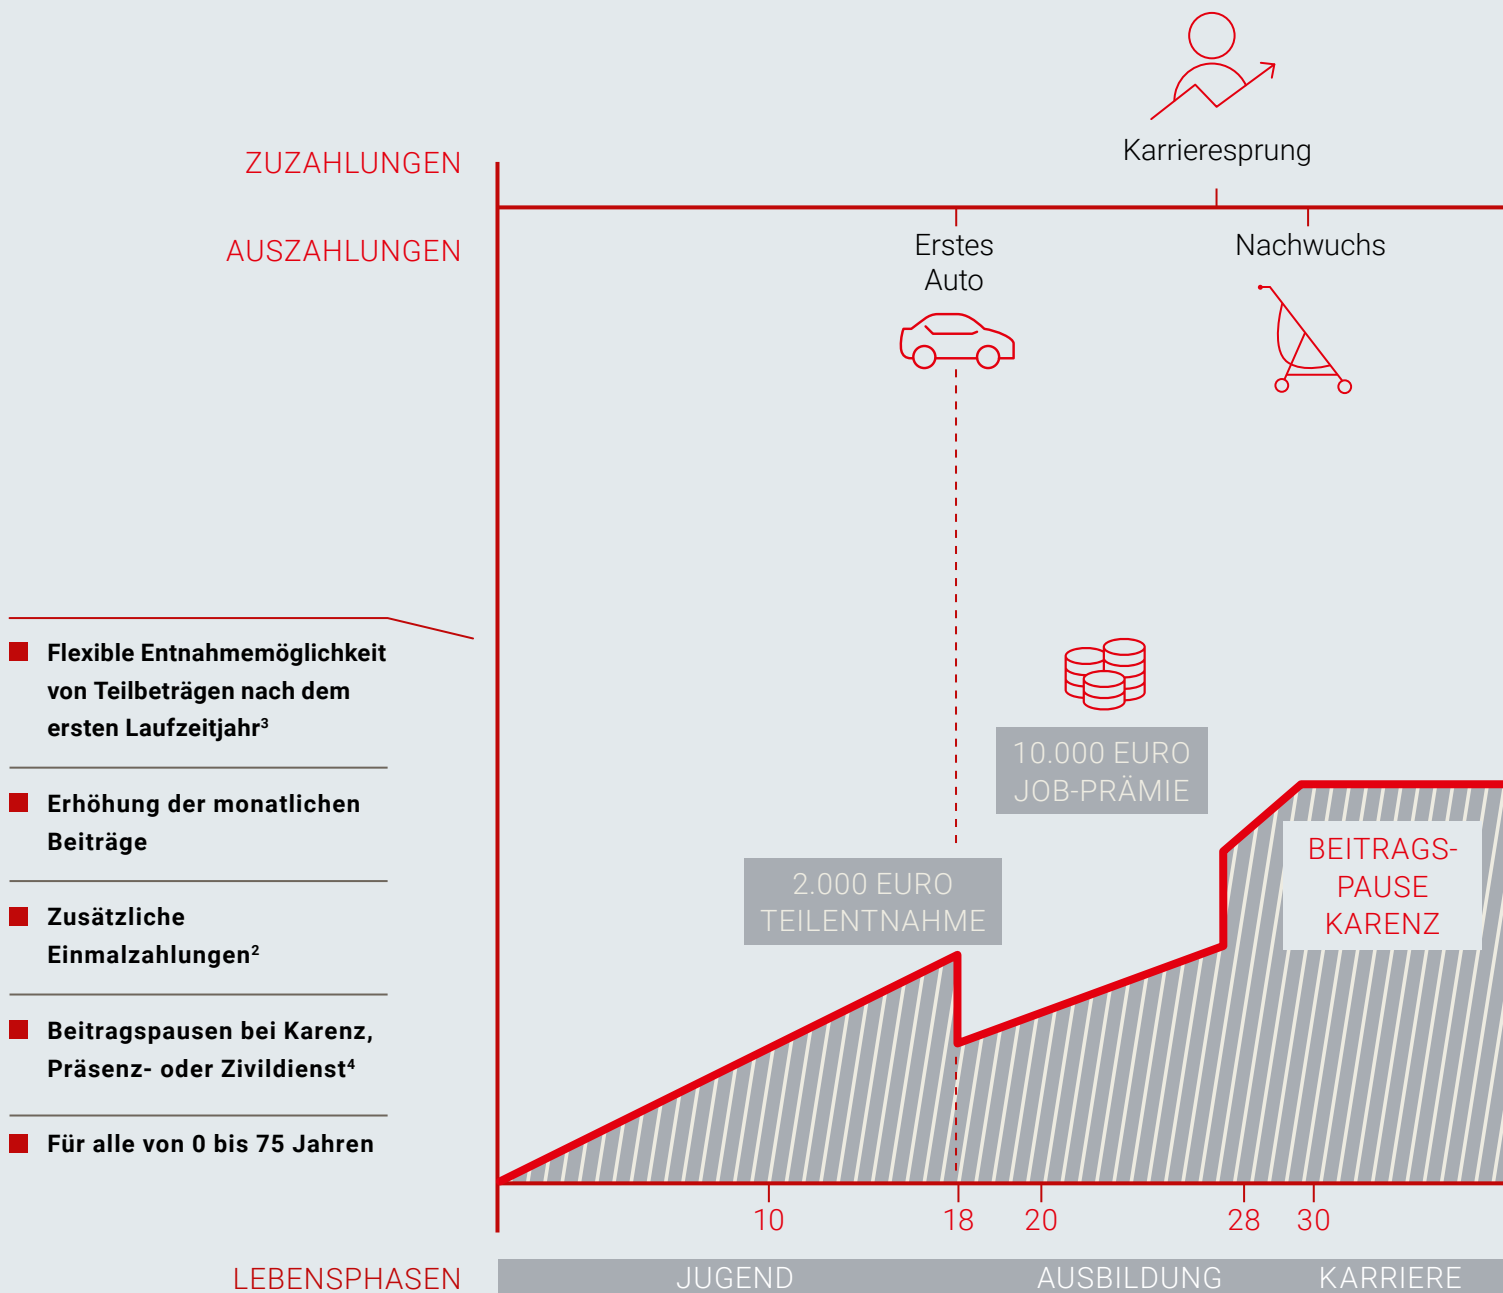 Karrieresprung
ZUZAHLUNGEN
AUSZAHLUNGEN
Erstes
Auto
Nachwuchs
Flexible Entnahmemöglichkeit
von Teilbeträgen nach dem
ersten Laufzeitjahr³
Erhöhung der monatlichen
Beiträge
Zusätzliche
Einmalzahlungen²
Beitragspausen bei Karenz,
Präsenz- oder Zivildienst⁴
Für alle von 0 bis 75 Jahren
10.000 EURO
JOB-PRÄMIE
2.000 EURO
TEILENTNAHME
BEITRAGS-
PAUSE
KARENZ
10 18 20 28 30
LEBENSPHASEN
JUGEND AUSBILDUNG KARRIERE